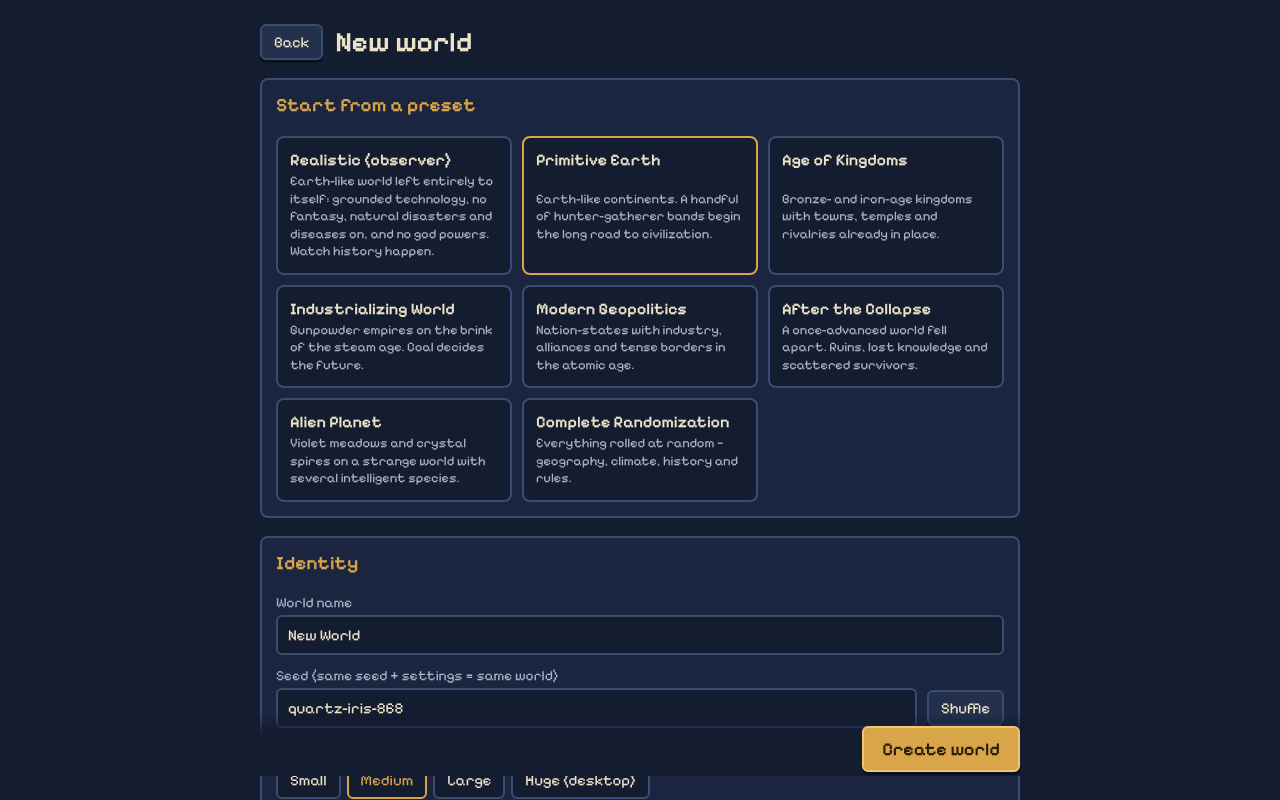 Back
New world
Start from a preset
Realistic (observer)
Earth-like world left entirely to
itself: grounded technology, no
fantasy, natural disasters and
diseases on, and no god powers.
Watch history happen.
Primitive Earth
Earth-like continents. A handful
of hunter-gatherer bands begin
the long road to civilization.
Age of Kingdoms
Bronze- and iron-age kingdoms
with towns, temples and
rivalries already in place.
Industrializing World
Gunpowder empires on the brink
of the steam age. Coal decides
the future.
Modern Geopolitics
Nation-states with industry,
alliances and tense borders in
the atomic age.
After the Collapse
A once-advanced world fell
apart. Ruins, lost knowledge and
scattered survivors.
Alien Planet
Violet meadows and crystal
spires on a strange world with
several intelligent species.
Complete Randomization
Everything rolled at random –
geography, climate, history and
rules.
Identity
World name
New World
Seed (same seed + settings = same world)
quartz-iris-868
Shuffle
Create world
Small
Medium
Large
Huge (desktop)